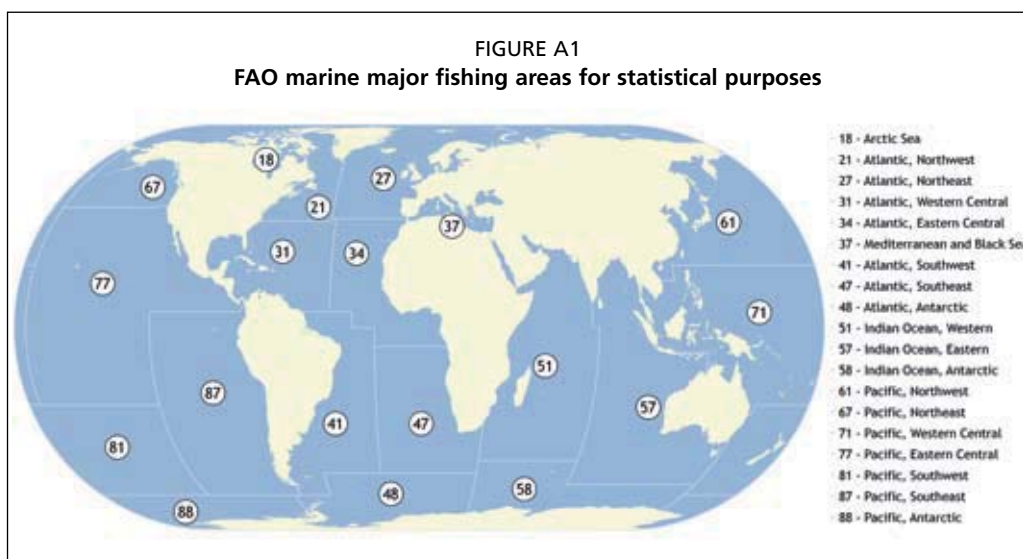 FIGURE A1
FAO marine major fishing areas for statistical purposes
18
67
27
21
37
61
31
34
77
71
51
87
57
41
47
81
58
48
88
18 - Arctic Sea
21 - Atlantic, Northwest
27 - Atlantic, Northeast
31 - Atlantic, Western Central
34 - Atlantic, Eastern Central
37 - Mediterranean and Black Sea
41 - Atlantic, Southwest
47 - Atlantic, Southeast
48 - Atlantic, Antarctic
51 - Indian Ocean, Western
57 - Indian Ocean, Eastern
58 - Indian Ocean, Antarctic
61 - Pacific, Northwest
67 - Pacific, Northeast
71 - Pacific, Western Central
77 - Pacific, Eastern Central
81 - Pacific, Southwest
87 - Pacific, Southeast
88 - Pacific, Antarctic